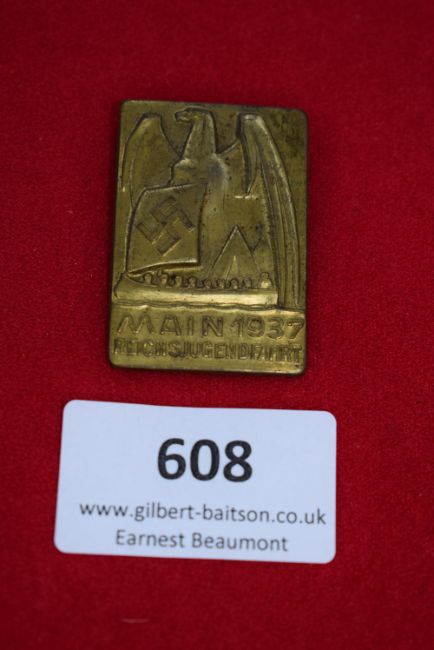 MAIN 1937
REICHSJUGENDFAHRT
608
www.gilbert-baitson.co.uk
Earnest Beaumont